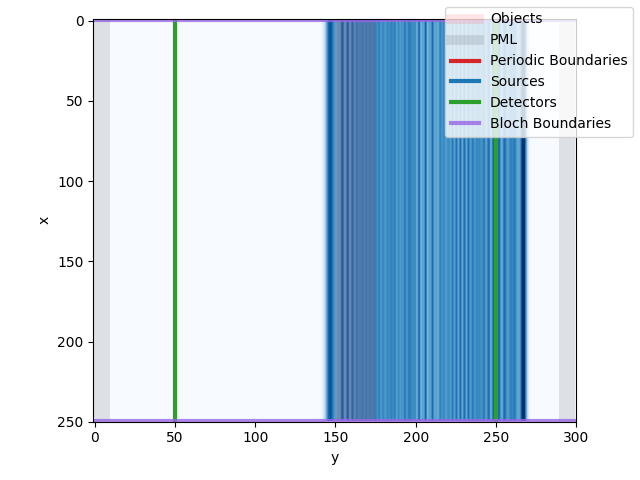 Objects
PML
Periodic Boundaries
Sources
Detectors
Bloch Boundaries
0
50
100
150
200
250
x
0 50 100 150 200 250 300
y